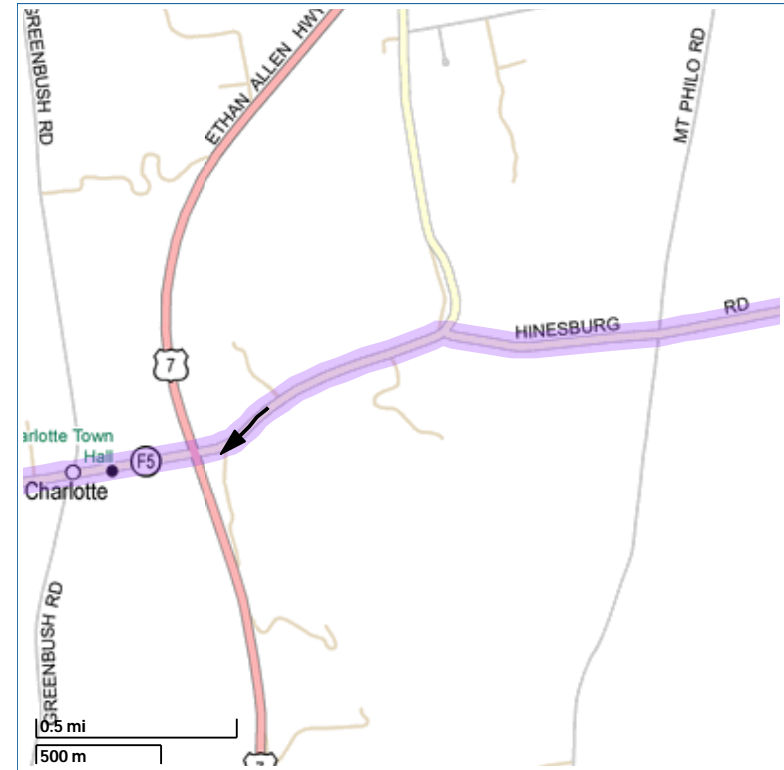 GREENBUSH RD
ETHAN ALLEN HWY
MT PHILO RD
HINESBURG
RD
7
arlotte Town
Hall
F5
Charlotte
GREENBUSH RD
0.5 mi
500 m
7